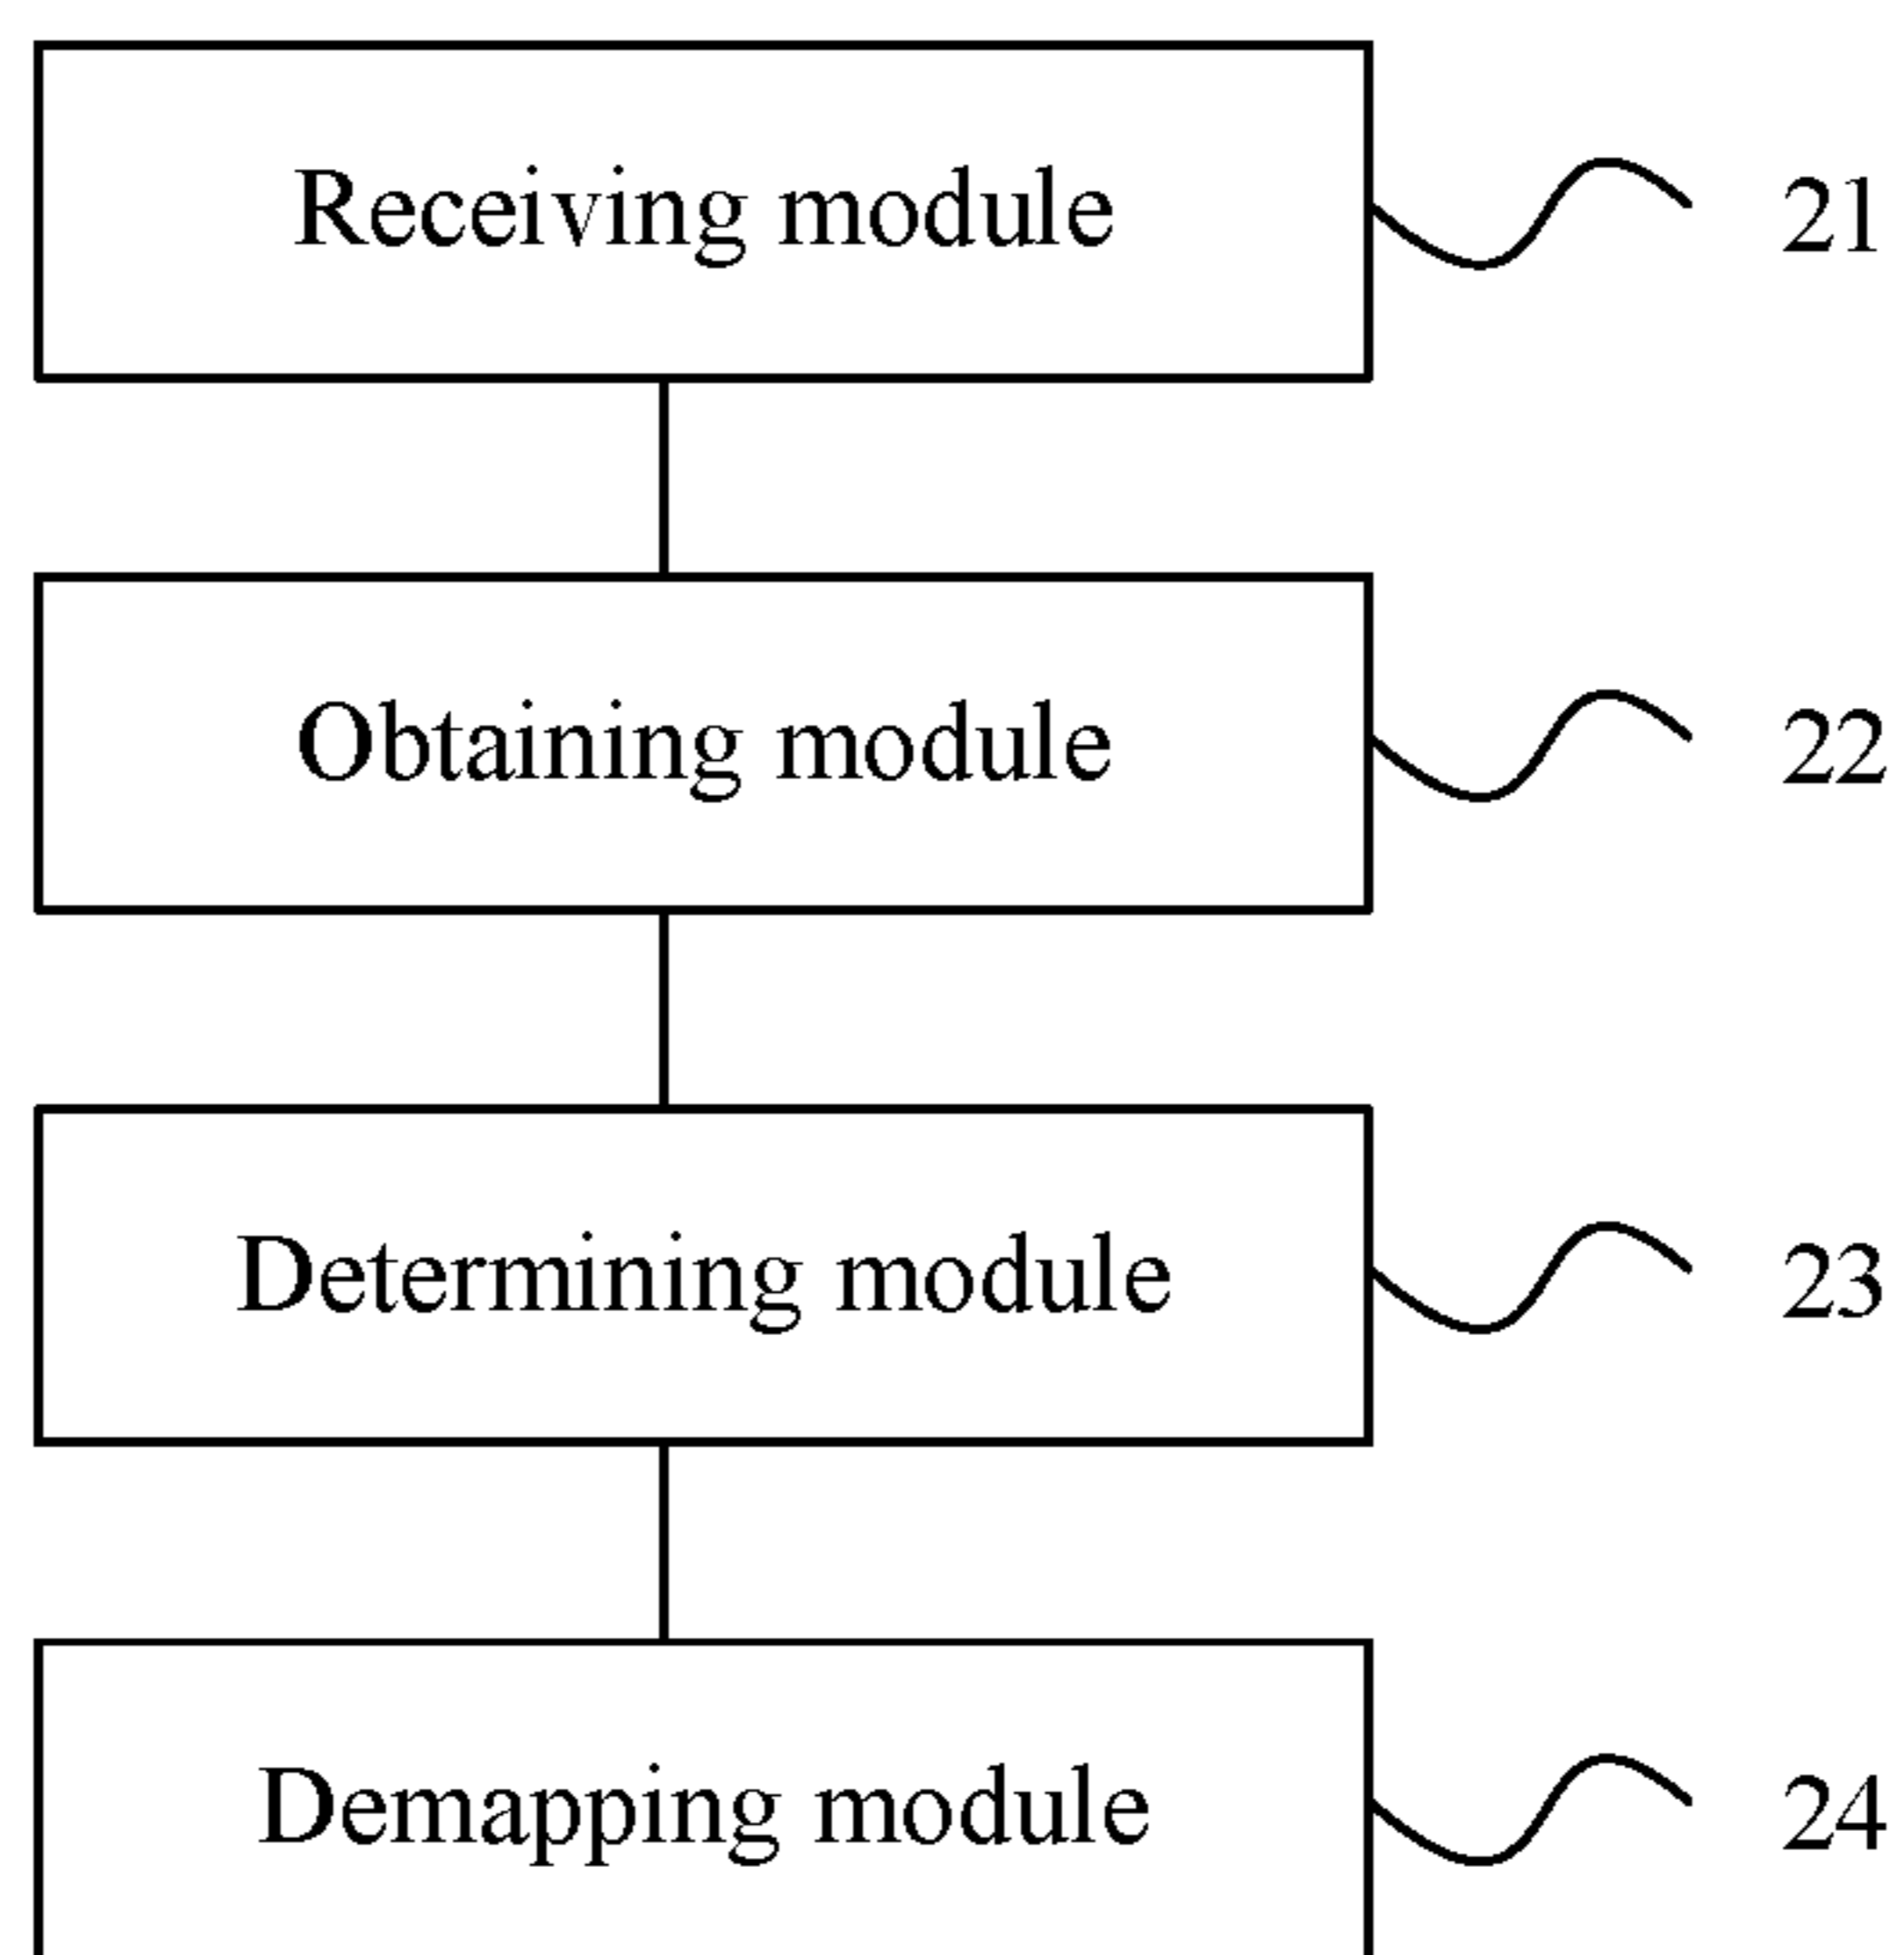 Receiving module 21
Obtaining module 22
Determining module 23
Demapping module 24